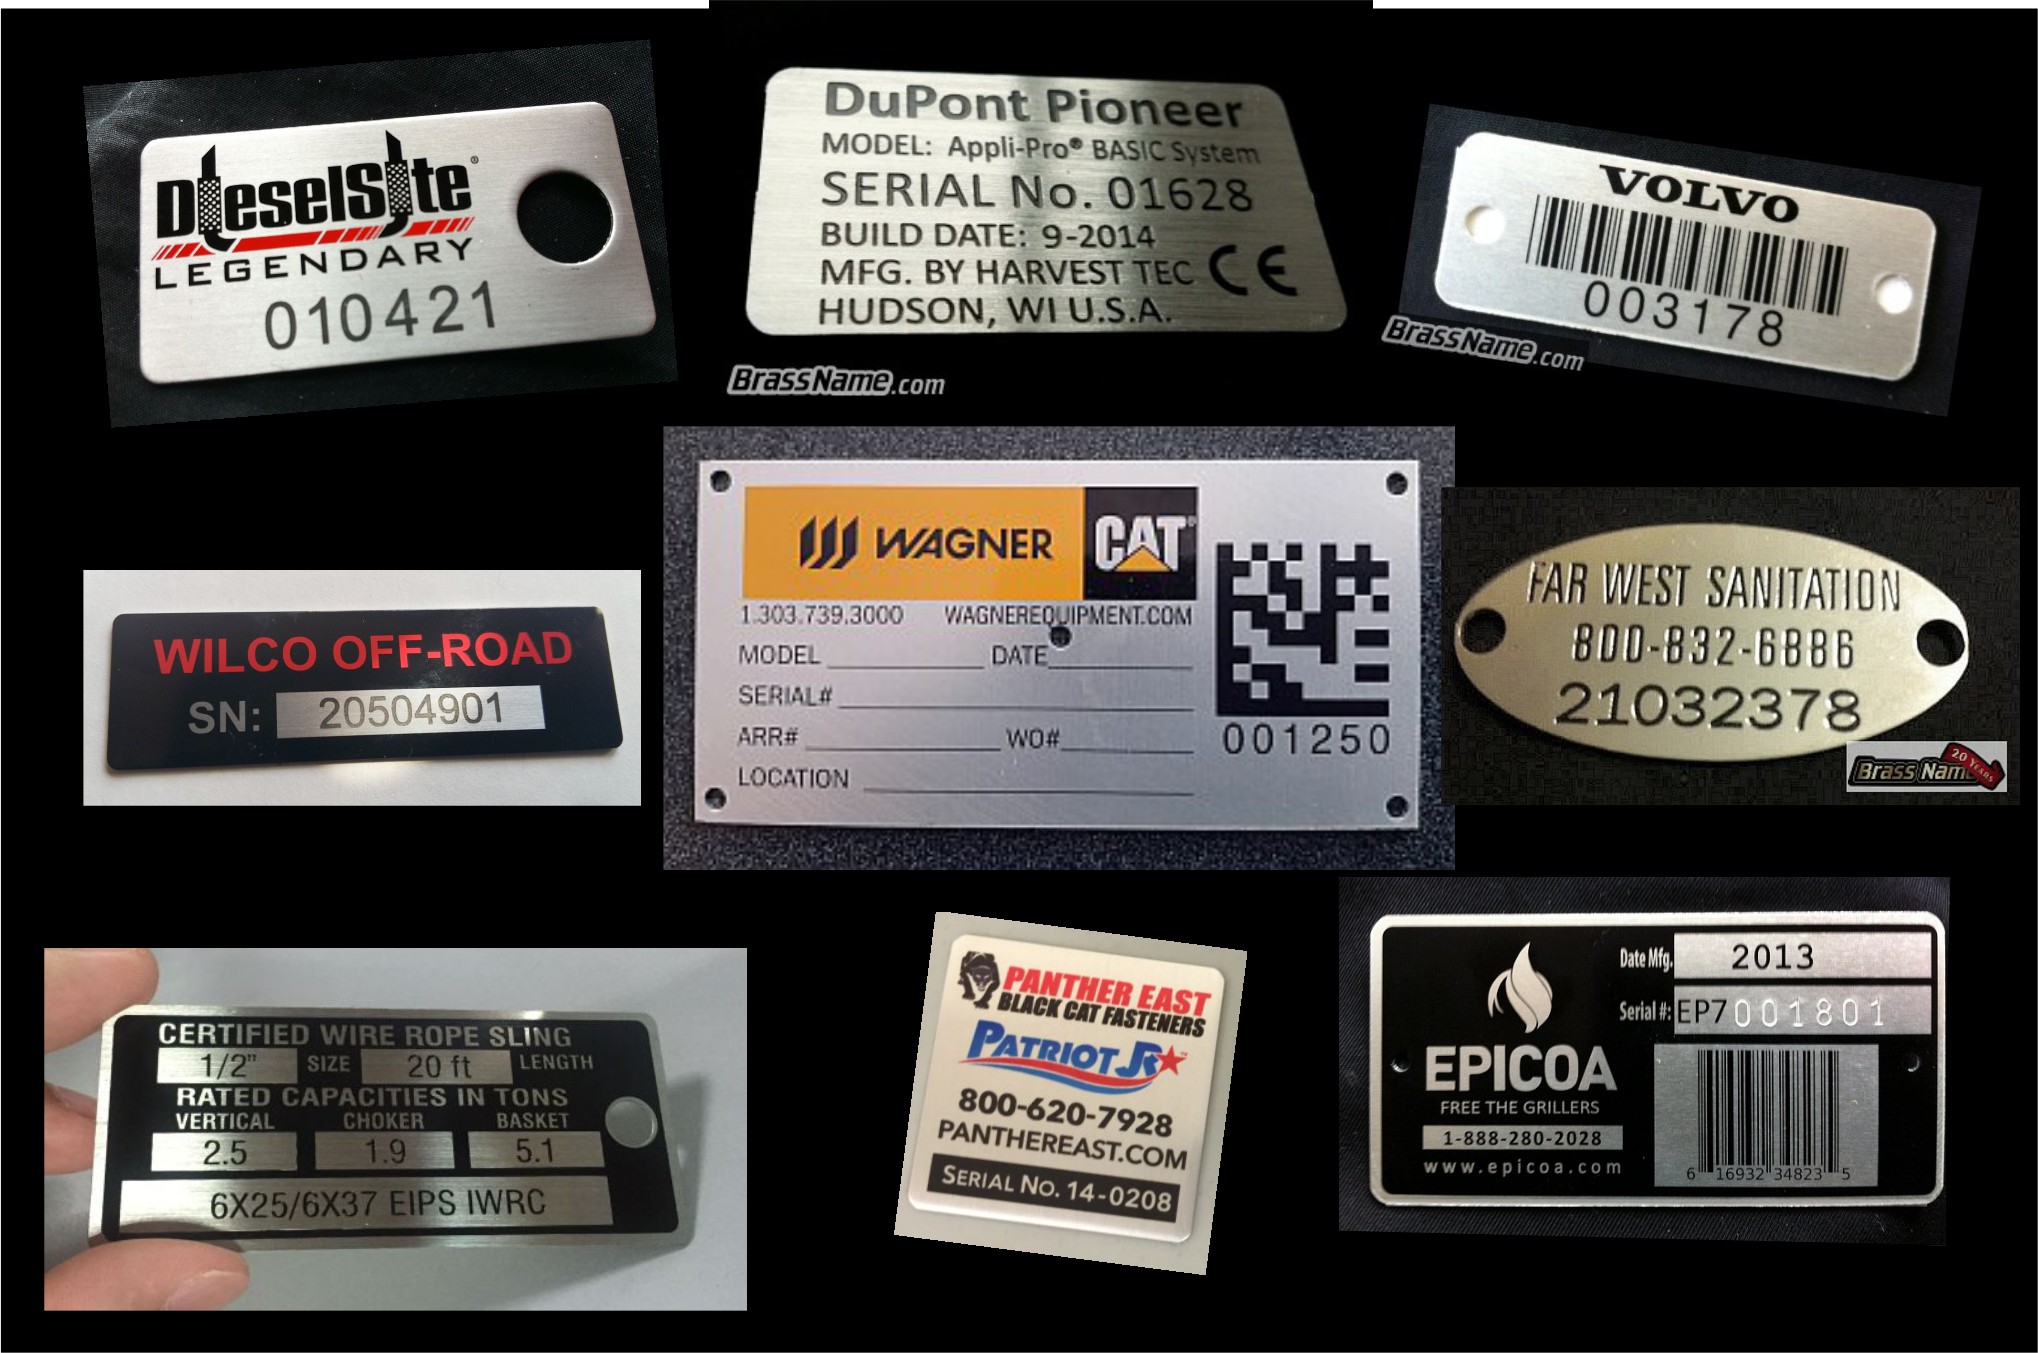 DieselSite®
LEGENDARY
010421
DuPont Pioneer
MODEL: Appli-Pro® BASIC System
SERIAL No. 01628
BUILD DATE: 9-2014
MFG. BY HARVEST TEC CE
HUDSON, WI U.S.A.
BrassName.com
VOLVO
003178
BrassName.com
WILCO OFF-ROAD
SN: 20504901
WAGNER CAT
1.303.739.3000 WAGNEREQUIPMENT.COM
MODEL DATE
SERIAL#
ARR# WO#
LOCATION
001250
FAR WEST SANITATION
800-832-6886
21032378
Brass Name 20 Years
CERTIFIED WIRE ROPE SLING
1/2" SIZE 20 ft LENGTH
RATED CAPACITIES IN TONS
VERTICAL CHOKER BASKET
2.5 1.9 5.1
6X25/6X37 EIPS IWRC
PANTHER EAST
BLACK CAT FASTENERS
PATRIOT JR™
800-620-7928
PANTHEREAST.COM
SERIAL NO. 14-0208
Date Mfg. 2013
Serial #: EP7001801
EPICOA
FREE THE GRILLERS
1-888-280-2028
www.epicoa.com
6 16932 34823 5